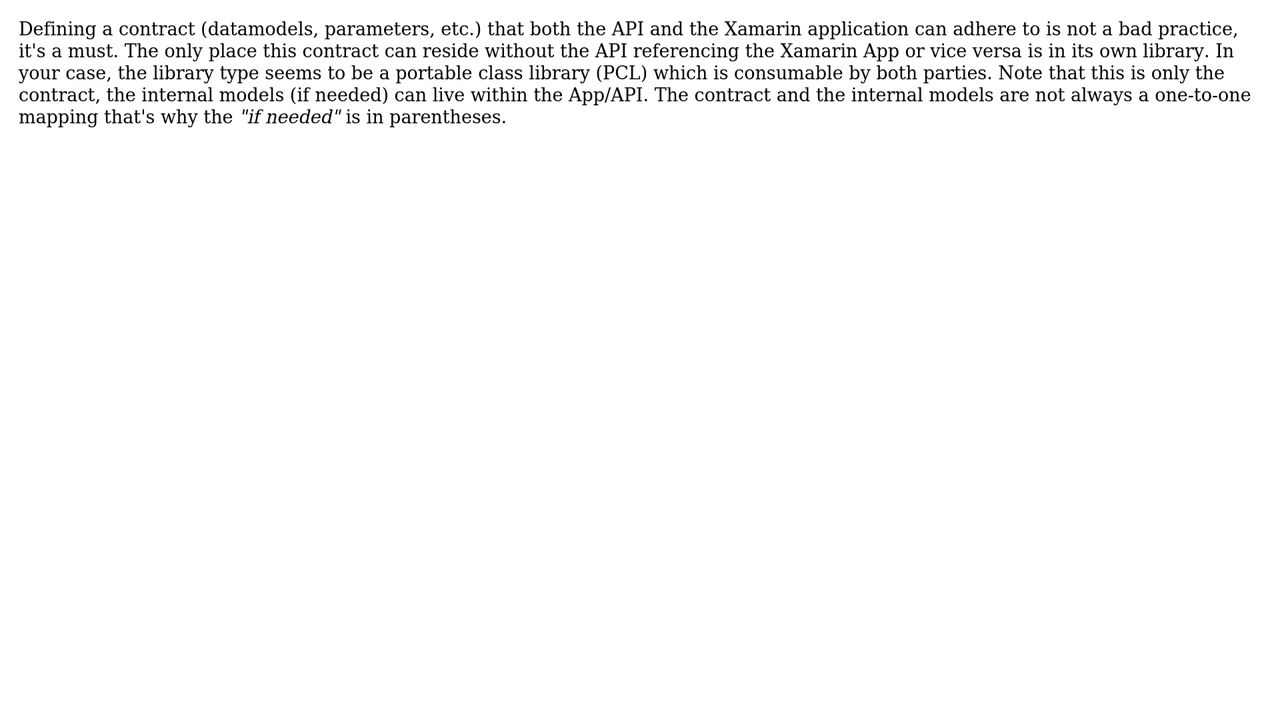 Defining a contract (datamodels, parameters, etc.) that both the API and the Xamarin application can adhere to is not a bad practice,
it's a must. The only place this contract can reside without the API referencing the Xamarin App or vice versa is in its own library. In
your case, the library type seems to be a portable class library (PCL) which is consumable by both parties. Note that this is only the
contract, the internal models (if needed) can live within the App/API. The contract and the internal models are not always a one-to-one
mapping that's why the "if needed" is in parentheses.